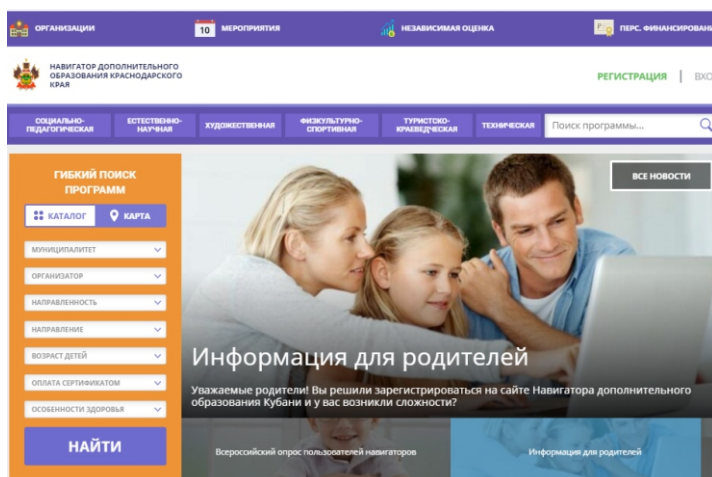 ОРГАНИЗАЦИИ
10
МЕРОПРИЯТИЯ
НЕЗАВИСИМАЯ ОЦЕНКА
ПЕРС. ФИНАНСИРОВАНИ
НАВИГАТОР ДОПОЛНИТЕЛЬНОГО
ОБРАЗОВАНИЯ КРАСНОДАРСКОГО
КРАЯ
РЕГИСТРАЦИЯ
ВХО
СОЦИАЛЬНО-
ПЕДАГОГИЧЕСКАЯ
ЕСТЕСТВЕННО-
НАУЧНАЯ
ХУДОЖЕСТВЕННАЯ
ФИЗКУЛЬТУРНО-
СПОРТИВНАЯ
ТУРИСТСКО-
КРАЕВЕДЧЕСКАЯ
ТЕХНИЧЕСКАЯ
Поиск программы...
ГИБКИЙ ПОИСК
ПРОГРАММ
КАТАЛОГ
КАРТА
МУНИЦИПАЛИТЕТ
ОРГАНИЗАТОР
НАПРАВЛЕННОСТЬ
НАПРАВЛЕНИЕ
ВОЗРАСТ ДЕТЕЙ
ОПЛАТА СЕРТИФИКАТОМ
ОСОБЕННОСТИ ЗДОРОВЬЯ
НАЙТИ
ВСЕ НОВОСТИ
Информация для родителей
Уважаемые родители! Вы решили зарегистрироваться на сайте Навигатора дополнительного
образования Кубани и у вас возникли сложности?
Всероссийский опрос пользователей навигаторов
Информация для родителей